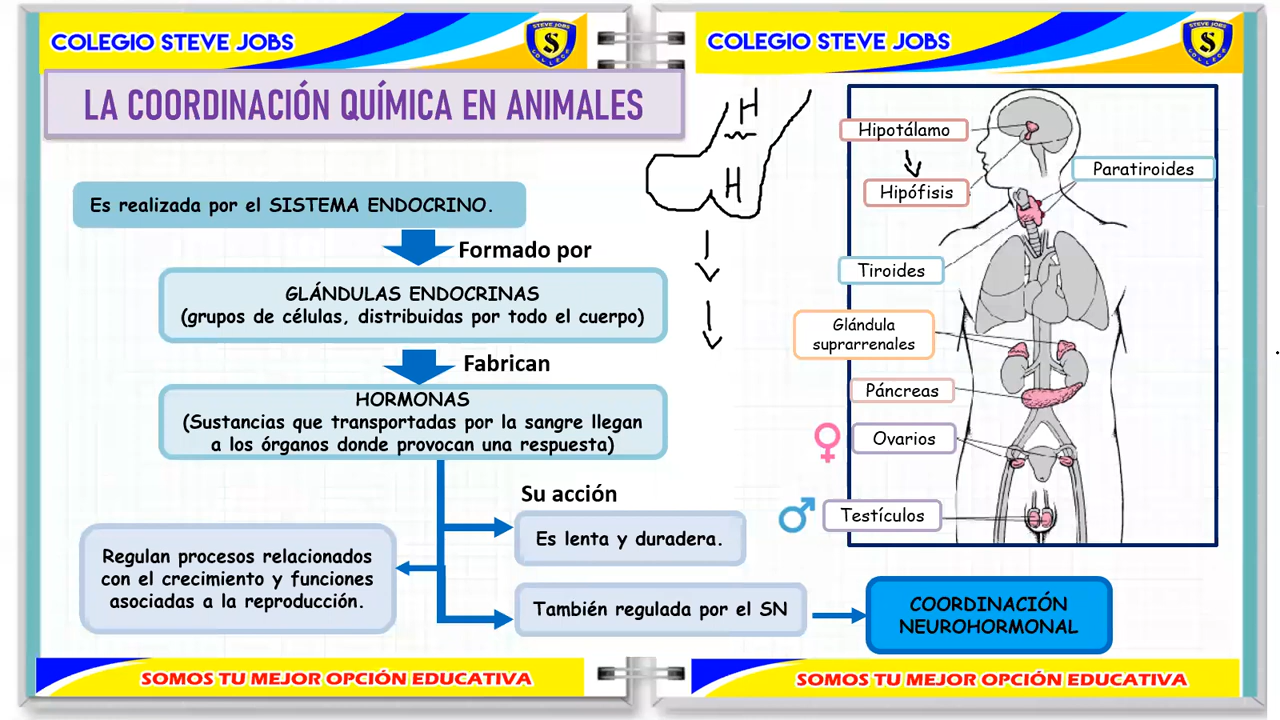 COLEGIO STEVE JOBS
S
COLLEGE
COLEGIO STEVE JOBS
S
COLLEGE
LA COORDINACIÓN QUÍMICA EN ANIMALES
Es realizada por el SISTEMA ENDOCRINO.
Formado por
GLÁNDULAS ENDOCRINAS
(grupos de células, distribuidas por todo el cuerpo)
Fabrican
HORMONAS
(Sustancias que transportadas por la sangre llegan
a los órganos donde provocan una respuesta)
Su acción
Es lenta y duradera.
Regulan procesos relacionados
con el crecimiento y funciones
asociadas a la reproducción.
También regulada por el SN
COORDINACIÓN
NEUROHORMONAL
H
H
Hipotálamo
Hipófisis
Paratiroides
Tiroides
Glándula
suprarrenales
Páncreas
♀ Ovarios
♂ Testículos
SOMOS TU MEJOR OPCIÓN EDUCATIVA
SOMOS TU MEJOR OPCIÓN EDUCATIVA